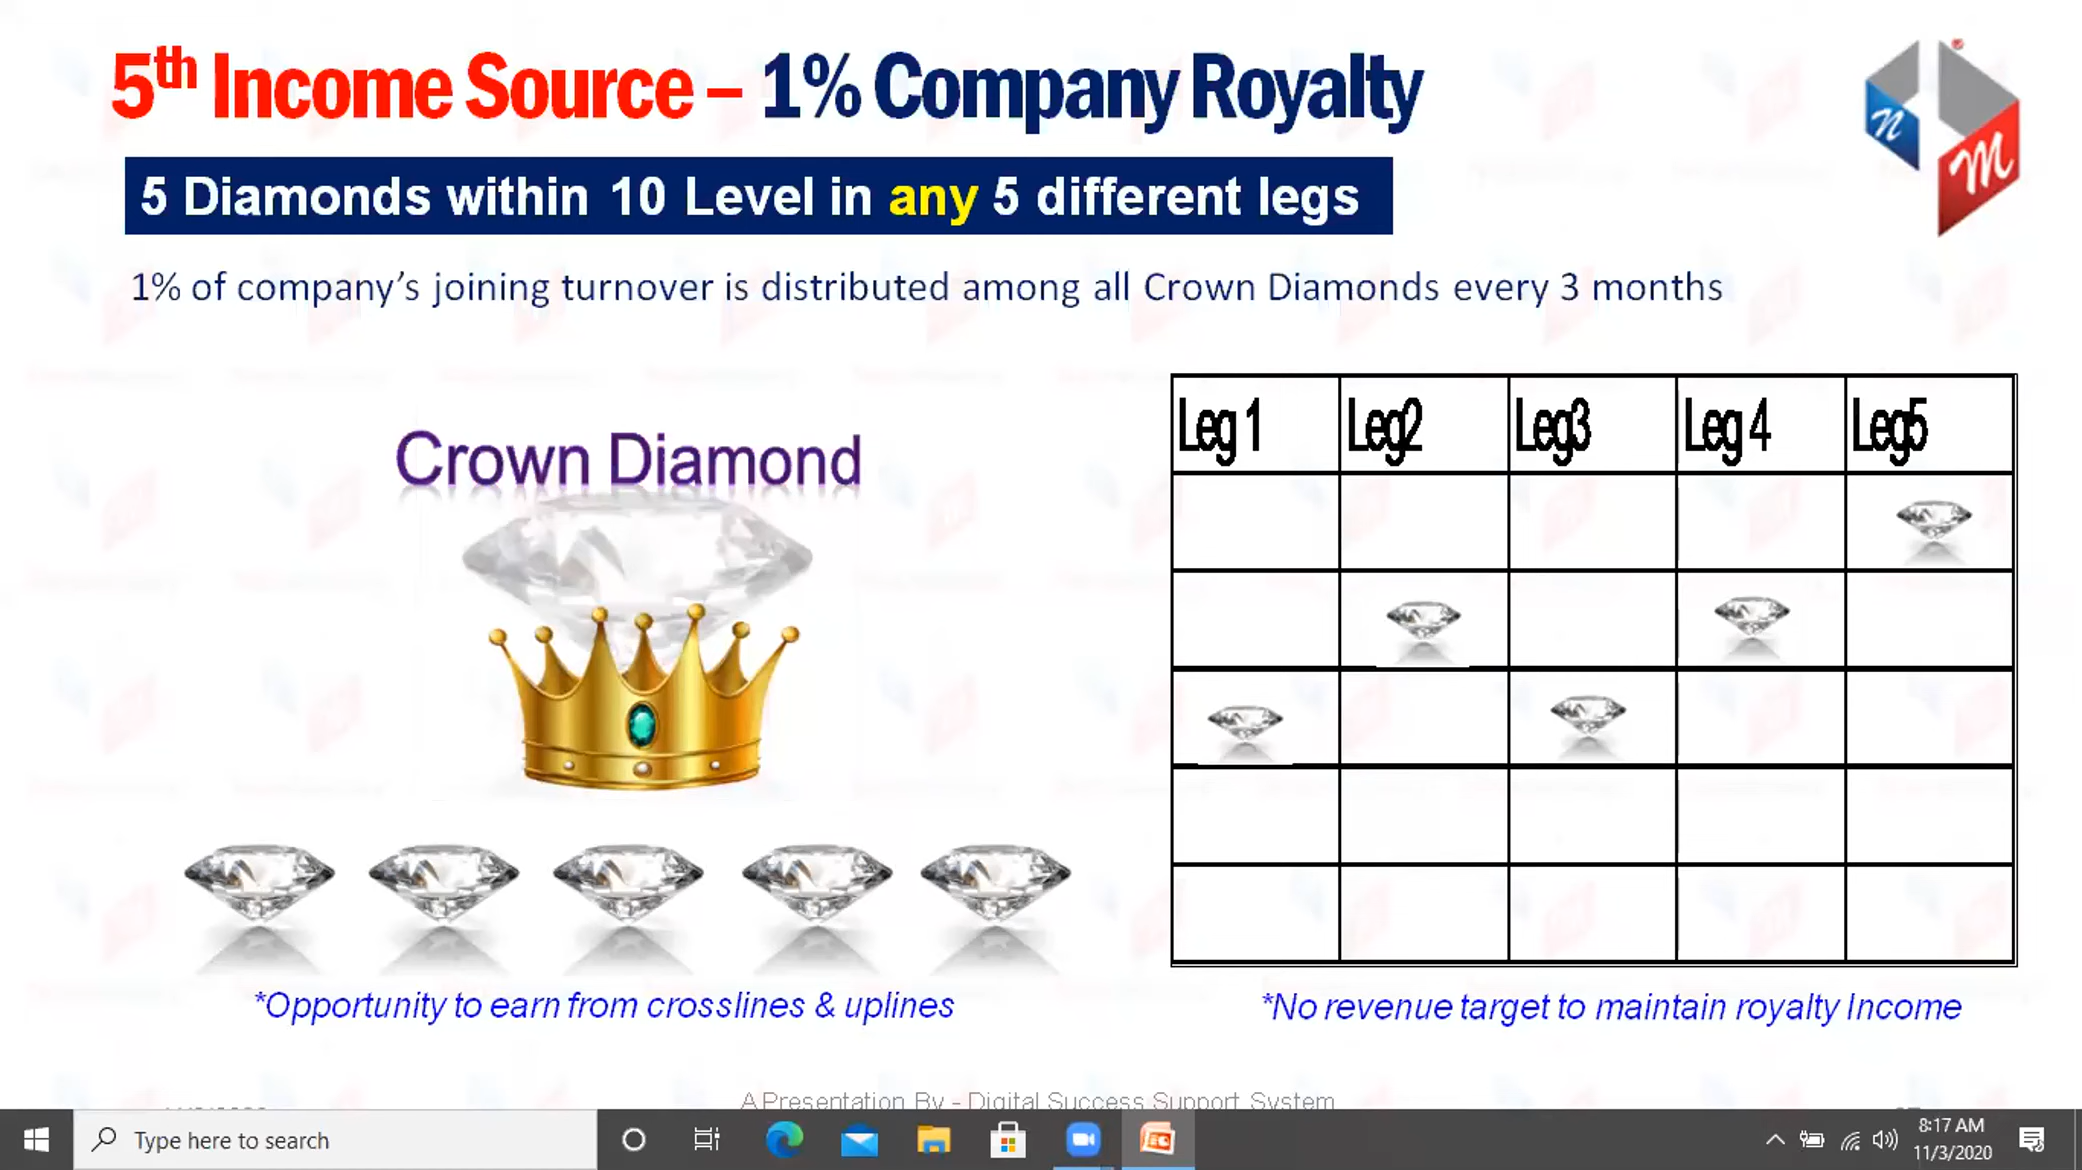 5th Income Source – 1% Company Royalty
5 Diamonds within 10 Level in any 5 different legs
1% of company's joining turnover is distributed among all Crown Diamonds every 3 months
n
M
Crown Diamond
Leg 1 Leg2 Leg3 Leg 4 Leg5
*Opportunity to earn from crosslines & uplines
*No revenue target to maintain royalty Income
A Presentation By - Digital Success Support System
Type here to search
8:17 AM
11/3/2020